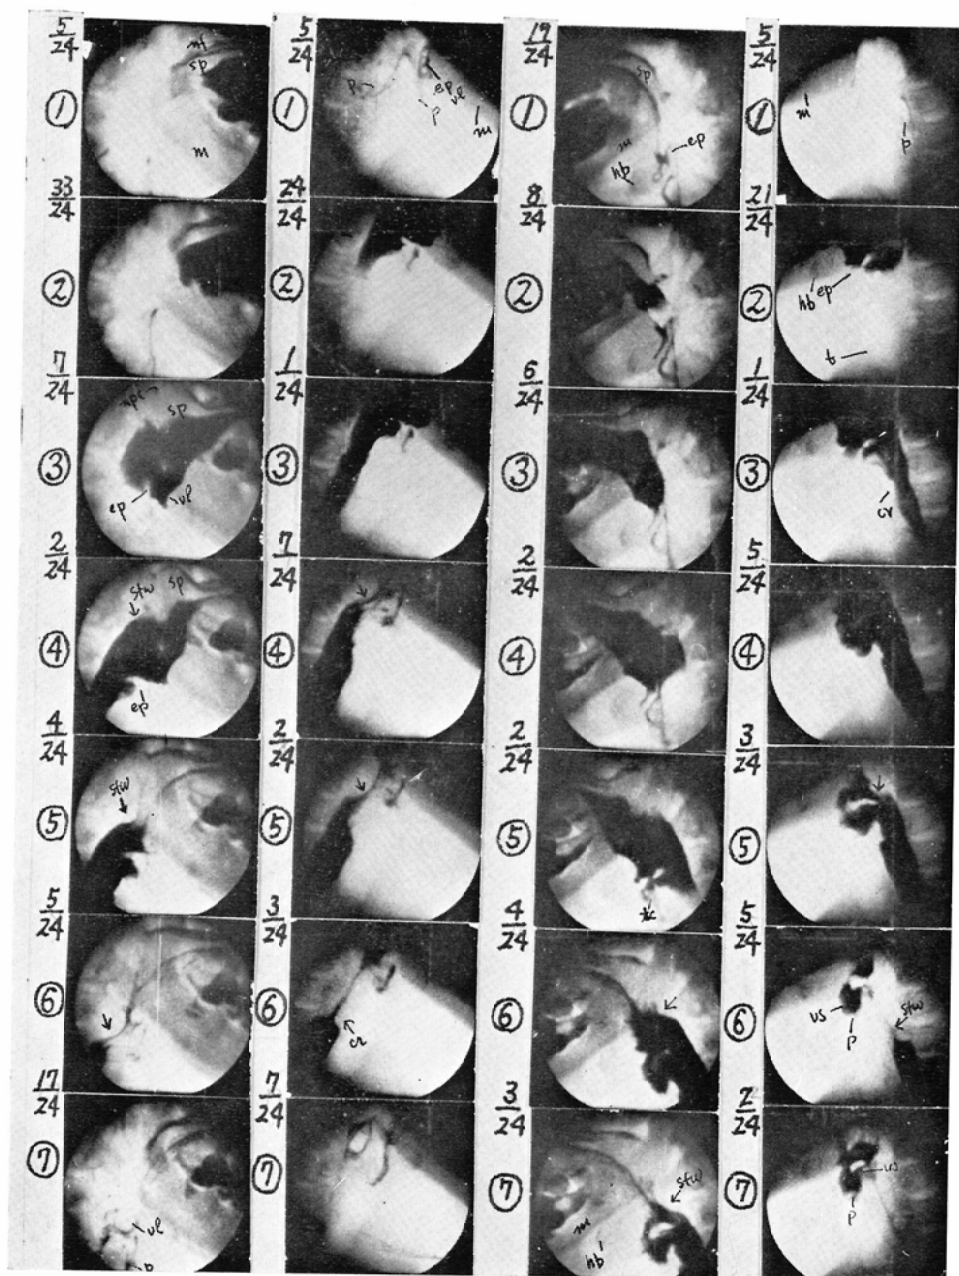 5/24
①
nt
sp
m
33/24
②
7/24
③
sp
ep
vl
2/24
④
stw
sp
ep
4/24
⑤
stw
5/24
⑥
17/24
⑦
vl
5/24
①
p
ep
vl
p
m
24/24
②
1/24
③
7/24
④
2/24
⑤
3/24
⑥
cr
7/24
⑦
19/24
①
sp
m
hb
ep
8/24
②
6/24
③
2/24
④
2/24
⑤
4/24
⑥
3/24
⑦
stw
m
hb
5/24
①
m
p
21/24
②
hb
ep
t
1/24
③
cr
5/24
④
3/24
⑤
5/24
⑥
us
p
stw
2/24
⑦
us
p